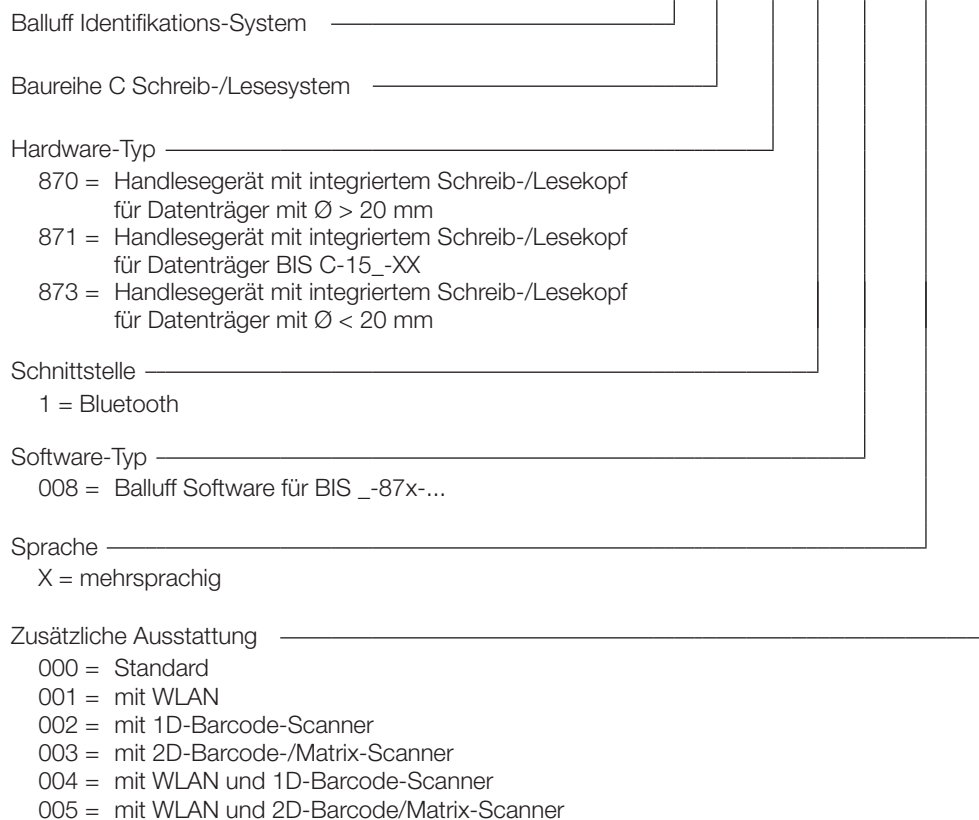 Balluff Identifikations-System
Baureihe C Schreib-/Lesesystem
Hardware-Typ
870 = Handlesegerät mit integriertem Schreib-/Lesekopf
für Datenträger mit Ø > 20 mm
871 = Handlesegerät mit integriertem Schreib-/Lesekopf
für Datenträger BIS C-15_-XX
873 = Handlesegerät mit integriertem Schreib-/Lesekopf
für Datenträger mit Ø < 20 mm
Schnittstelle
1 = Bluetooth
Software-Typ
008 = Balluff Software für BIS _-87x-...
Sprache
X = mehrsprachig
Zusätzliche Ausstattung
000 = Standard
001 = mit WLAN
002 = mit 1D-Barcode-Scanner
003 = mit 2D-Barcode-/Matrix-Scanner
004 = mit WLAN und 1D-Barcode-Scanner
005 = mit WLAN und 2D-Barcode/Matrix-Scanner